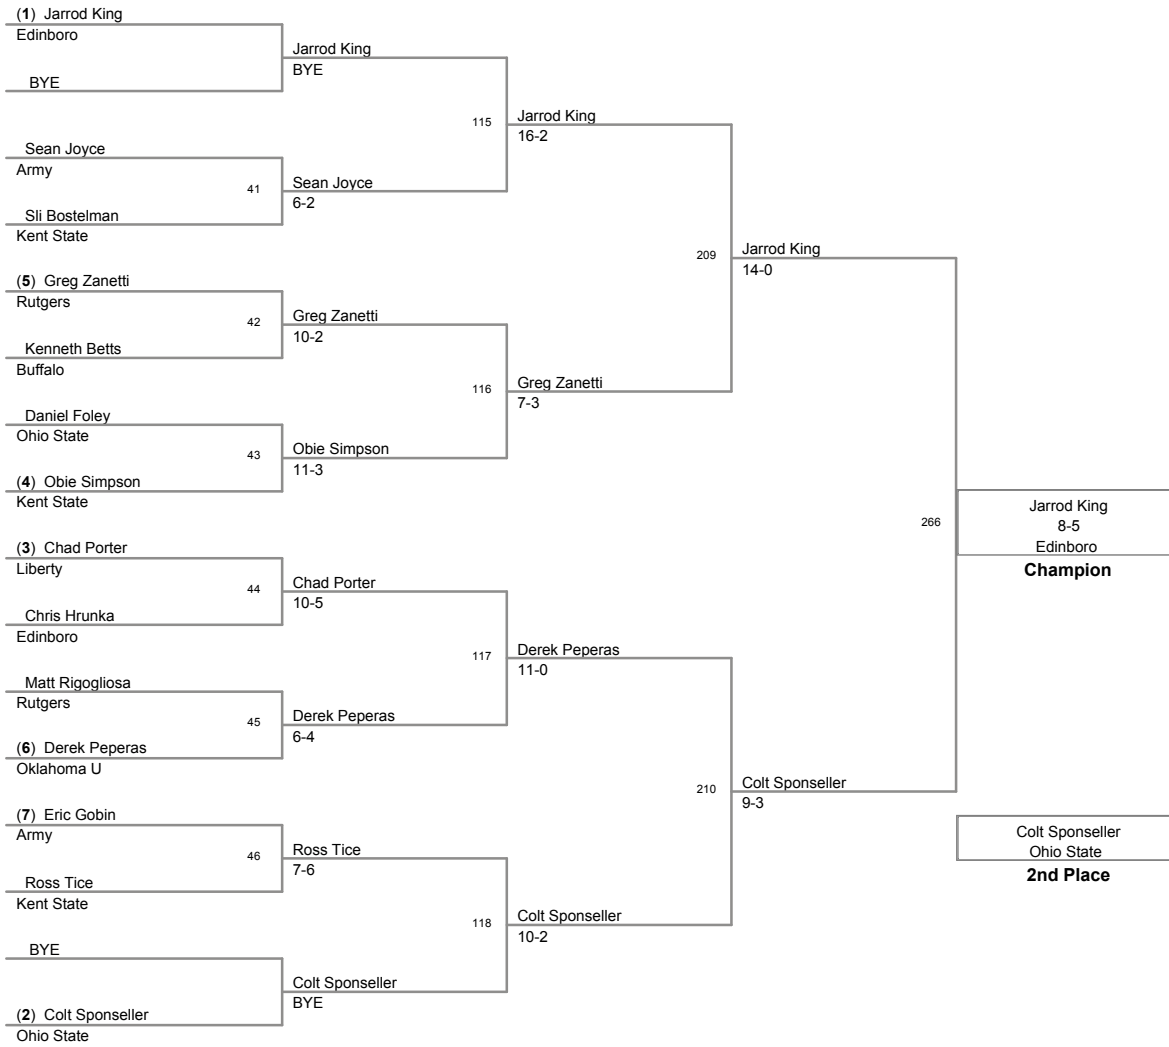 (1) Jarrod King
Edinboro
BYE
Jarrod King
BYE
115
Jarrod King
16-2
Sean Joyce
Army
41
Sean Joyce
6-2
Sli Bostelman
Kent State
209
Jarrod King
14-0
(5) Greg Zanetti
Rutgers
42
Greg Zanetti
10-2
Kenneth Betts
Buffalo
116
Greg Zanetti
7-3
Daniel Foley
Ohio State
43
Obie Simpson
11-3
(4) Obie Simpson
Kent State
266
Jarrod King
8-5
Edinboro
Champion
(3) Chad Porter
Liberty
44
Chad Porter
10-5
Chris Hrunka
Edinboro
117
Derek Peperas
11-0
Matt Rigogliosa
Rutgers
45
Derek Peperas
6-4
(6) Derek Peperas
Oklahoma U
210
Colt Sponseller
9-3
(7) Eric Gobin
Army
46
Ross Tice
7-6
Ross Tice
Kent State
Colt Sponseller
Ohio State
2nd Place
118
Colt Sponseller
10-2
BYE
Colt Sponseller
BYE
(2) Colt Sponseller
Ohio State